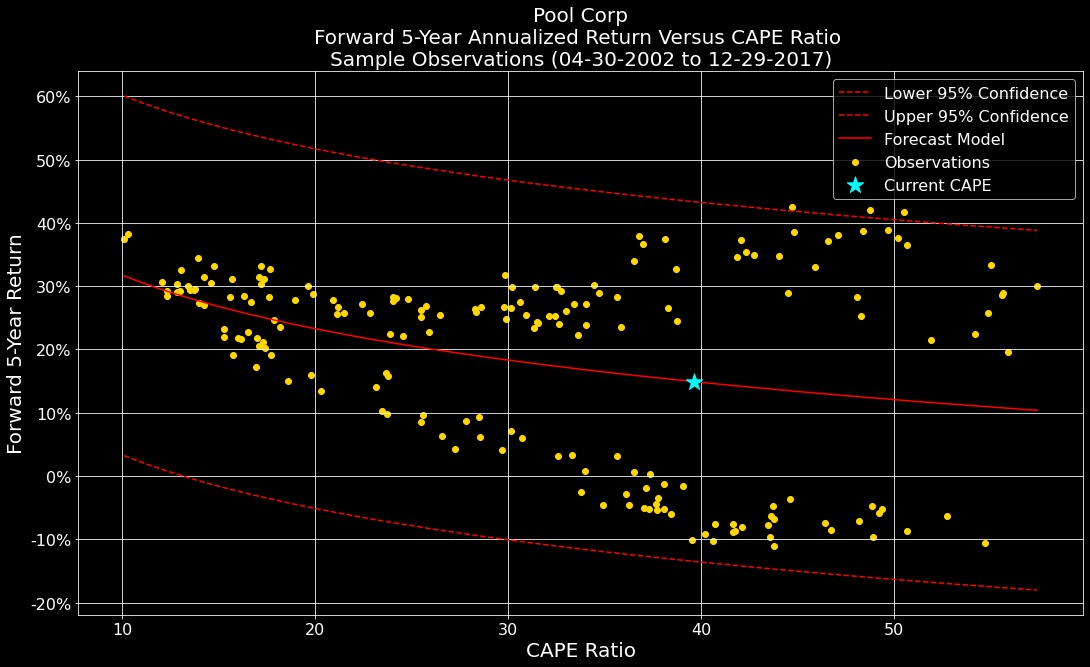 Pool Corp
Forward 5-Year Annualized Return Versus CAPE Ratio
Sample Observations (04-30-2002 to 12-29-2017)
Lower 95% Confidence
Upper 95% Confidence
Forecast Model
Observations
Current CAPE
Forward 5-Year Return
60%
50%
40%
30%
20%
10%
0%
-10%
-20%
10 20 30 40 50
CAPE Ratio